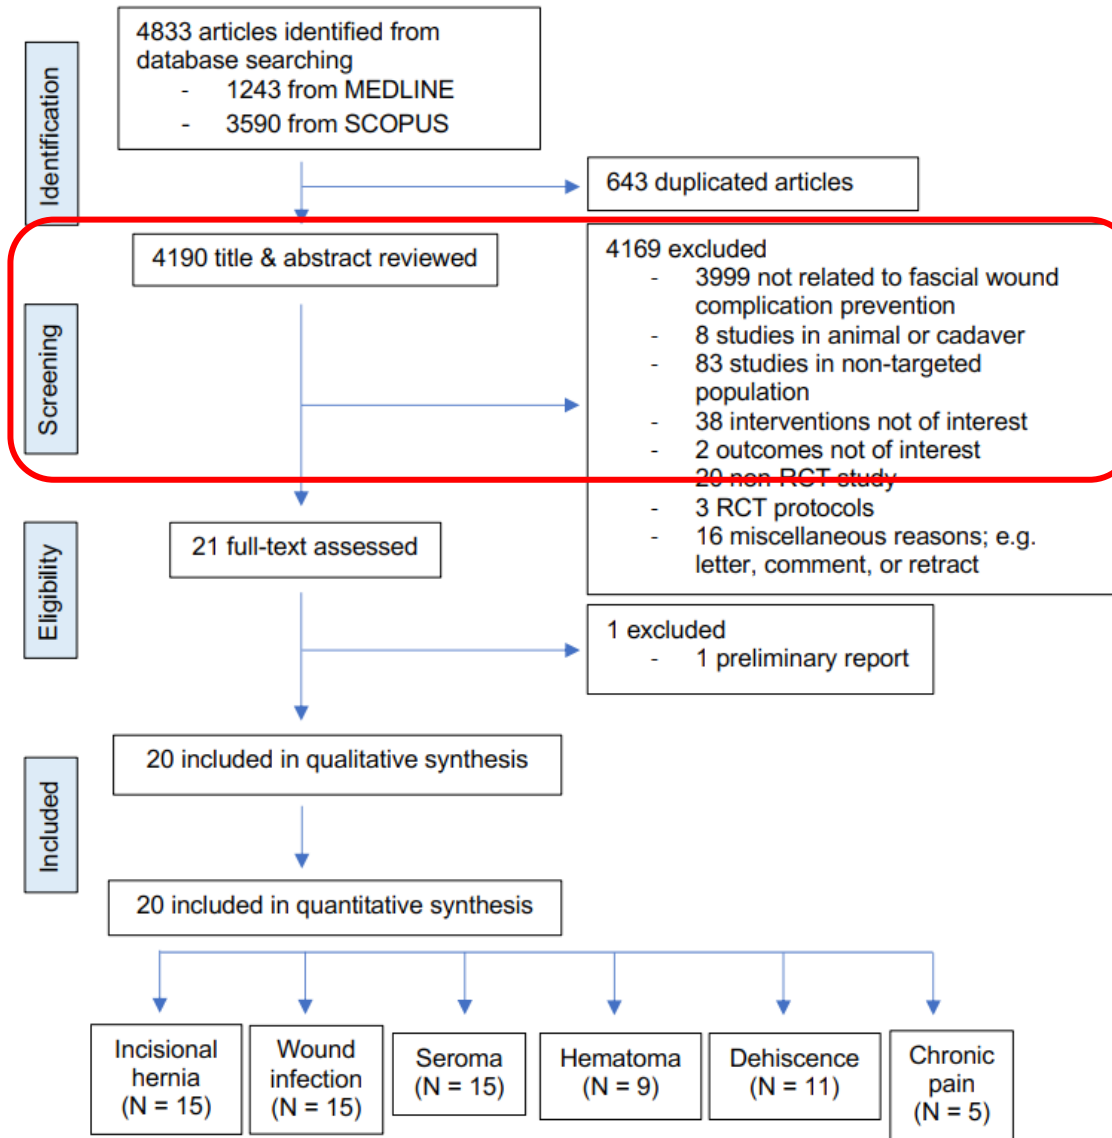 4833 articles identified from
database searching
- 1243 from MEDLINE
- 3590 from SCOPUS
Identification
643 duplicated articles
4190 title & abstract reviewed
4169 excluded
- 3999 not related to fascial wound
complication prevention
- 8 studies in animal or cadaver
- 83 studies in non-targeted
population
- 38 interventions not of interest
- 2 outcomes not of interest
- 20 non-RCT study
- 3 RCT protocols
- 16 miscellaneous reasons; e.g.
letter, comment, or retract
Screening
21 full-text assessed
Eligibility
1 excluded
- 1 preliminary report
20 included in qualitative synthesis
Included
20 included in quantitative synthesis
Incisional
hernia
(N = 15)
Wound
infection
(N = 15)
Seroma
(N = 15)
Hematoma
(N = 9)
Dehiscence
(N = 11)
Chronic
pain
(N = 5)